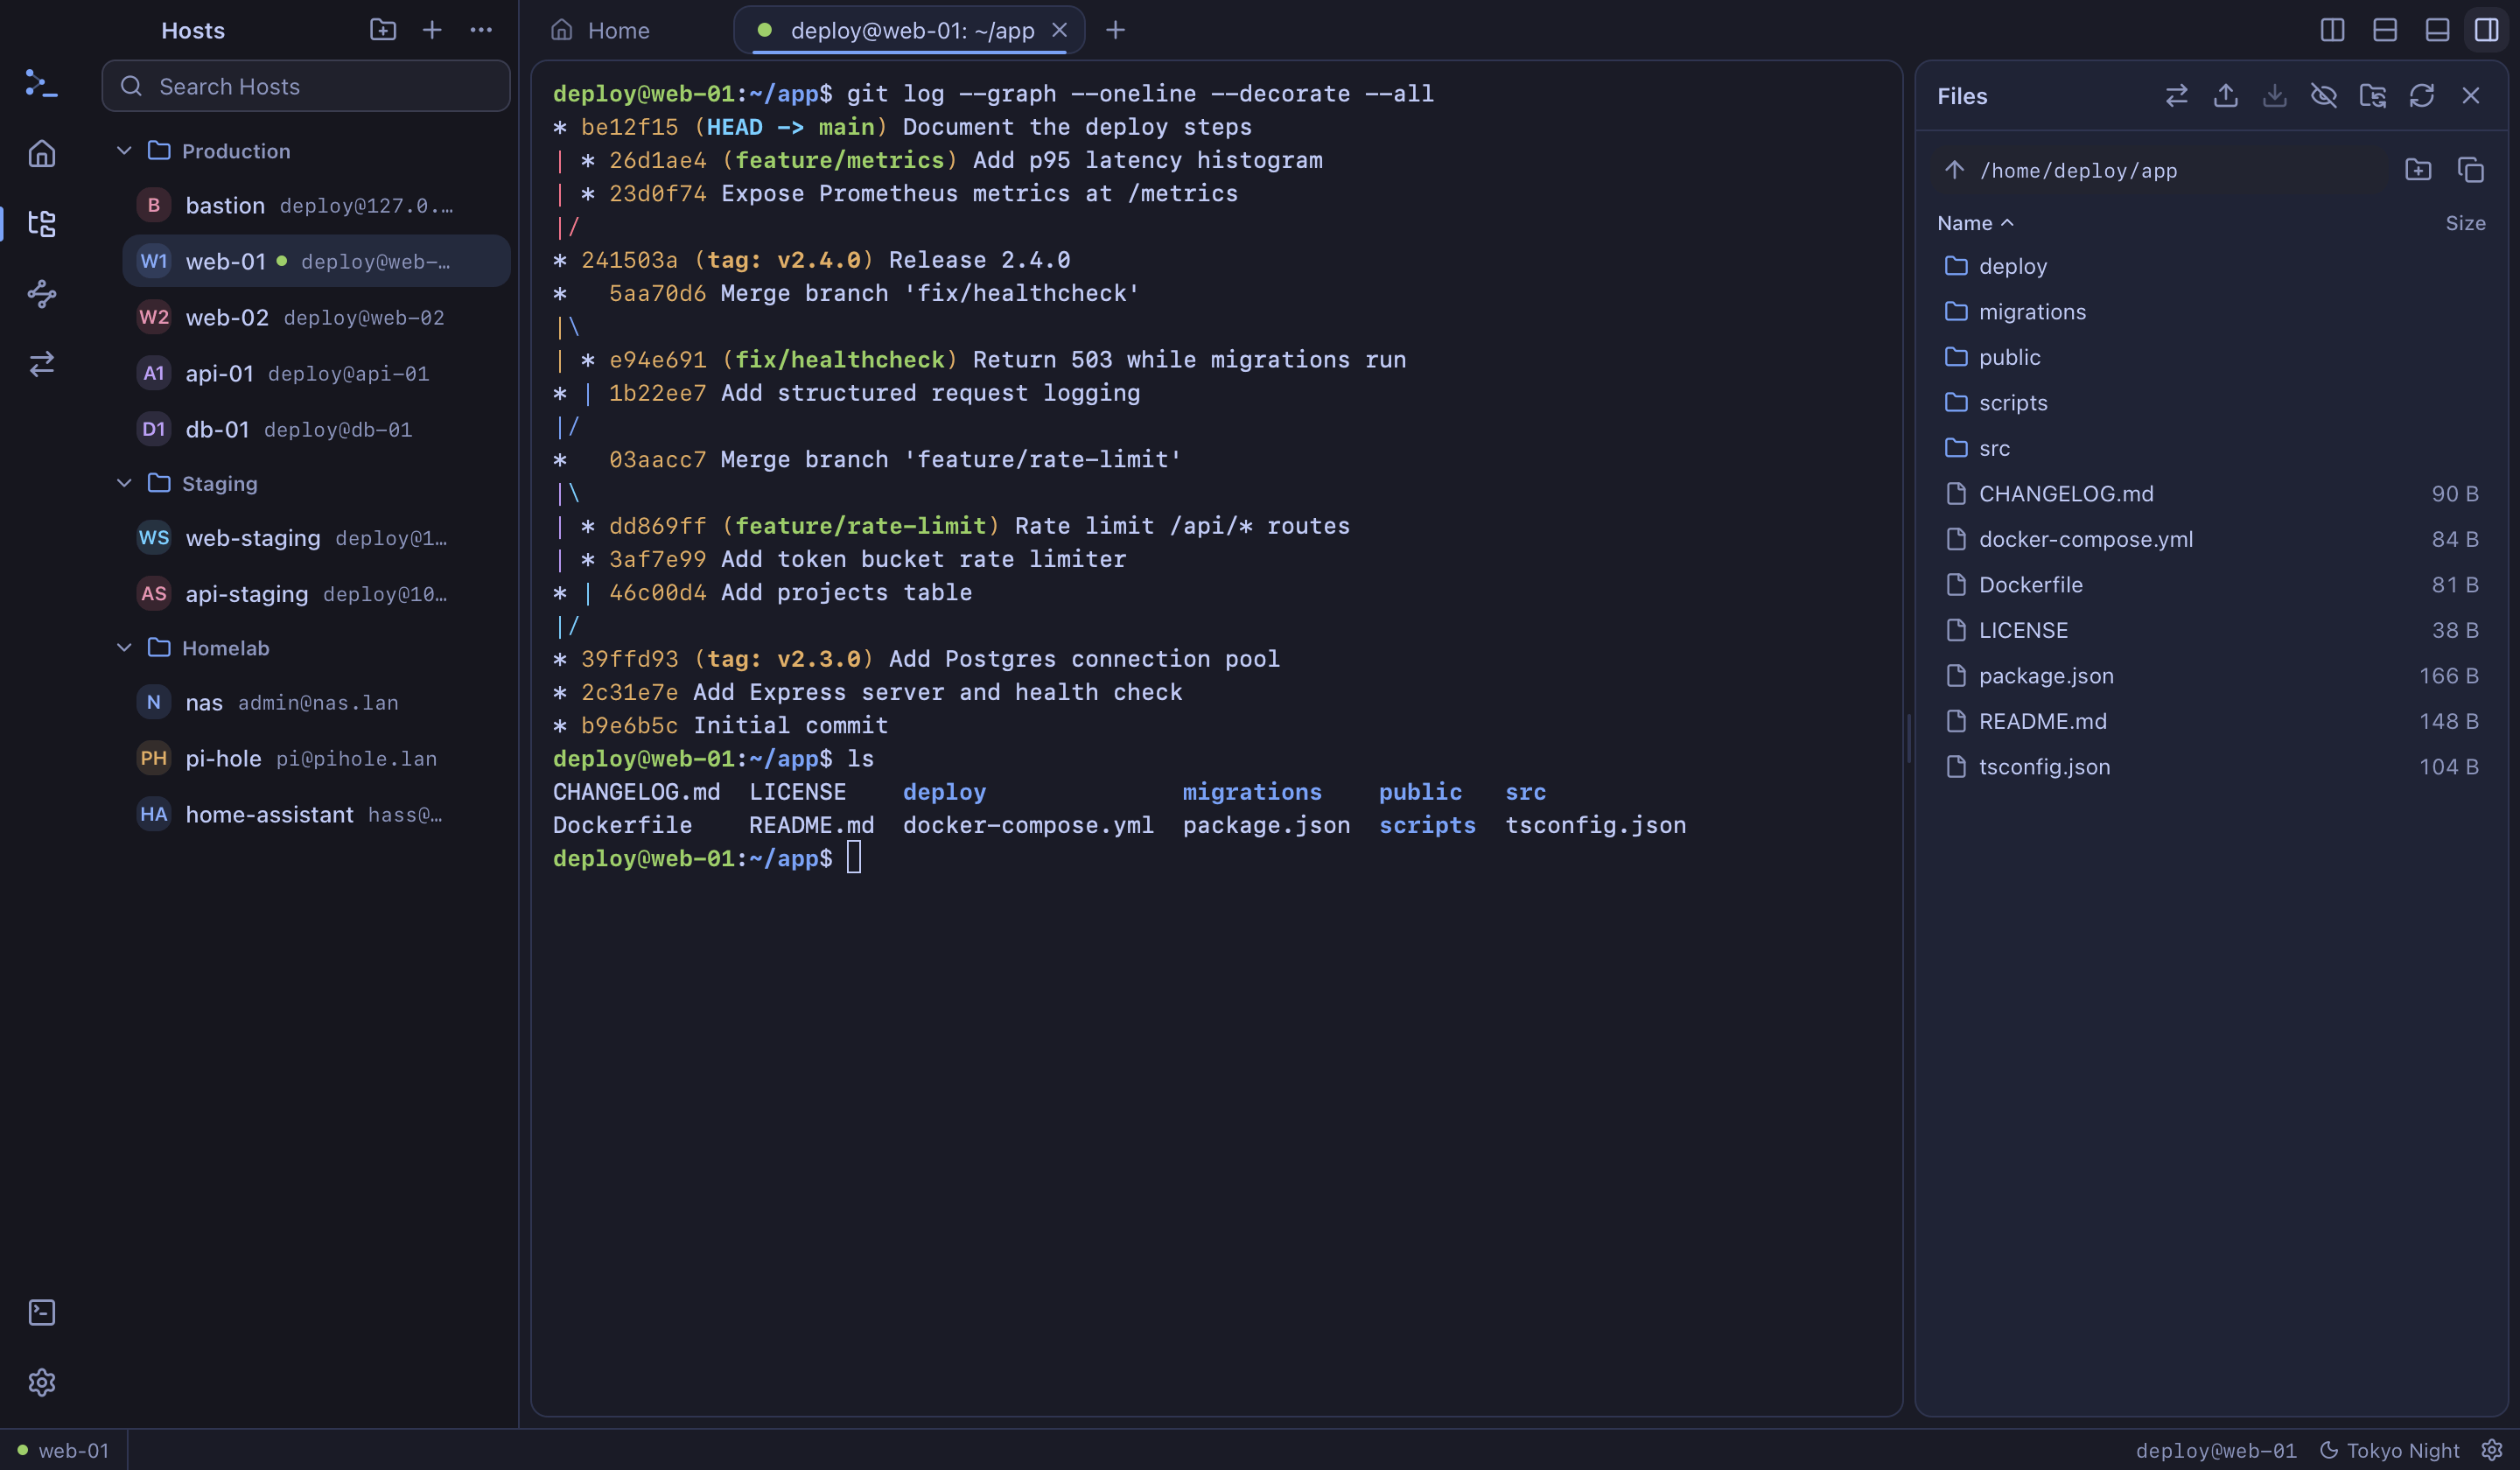 Hosts
Search Hosts
Production
B bastion deploy@127.0.…
W1 web-01 deploy@web-…
W2 web-02 deploy@web-02
A1 api-01 deploy@api-01
D1 db-01 deploy@db-01
Staging
WS web-staging deploy@1…
AS api-staging deploy@10…
Homelab
N nas admin@nas.lan
PH pi-hole pi@pihole.lan
HA home-assistant hass@…
Home
deploy@web-01: ~/app
deploy@web-01:~/app$ git log --graph --oneline --decorate --all
* be12f15 (HEAD -> main) Document the deploy steps
| * 26d1ae4 (feature/metrics) Add p95 latency histogram
| * 23d0f74 Expose Prometheus metrics at /metrics
|/
* 241503a (tag: v2.4.0) Release 2.4.0
*   5aa70d6 Merge branch 'fix/healthcheck'
|\
| * e94e691 (fix/healthcheck) Return 503 while migrations run
* | 1b22ee7 Add structured request logging
|/
*   03aacc7 Merge branch 'feature/rate-limit'
|\
| * dd869ff (feature/rate-limit) Rate limit /api/* routes
| * 3af7e99 Add token bucket rate limiter
* | 46c00d4 Add projects table
|/
* 39ffd93 (tag: v2.3.0) Add Postgres connection pool
* 2c31e7e Add Express server and health check
* b9e6b5c Initial commit
deploy@web-01:~/app$ ls
CHANGELOG.md  LICENSE    deploy              migrations    public   src
Dockerfile    README.md  docker-compose.yml  package.json  scripts  tsconfig.json
deploy@web-01:~/app$
Files
/home/deploy/app
Name Size
deploy
migrations
public
scripts
src
CHANGELOG.md 90 B
docker-compose.yml 84 B
Dockerfile 81 B
LICENSE 38 B
package.json 166 B
README.md 148 B
tsconfig.json 104 B
web-01
deploy@web-01 Tokyo Night